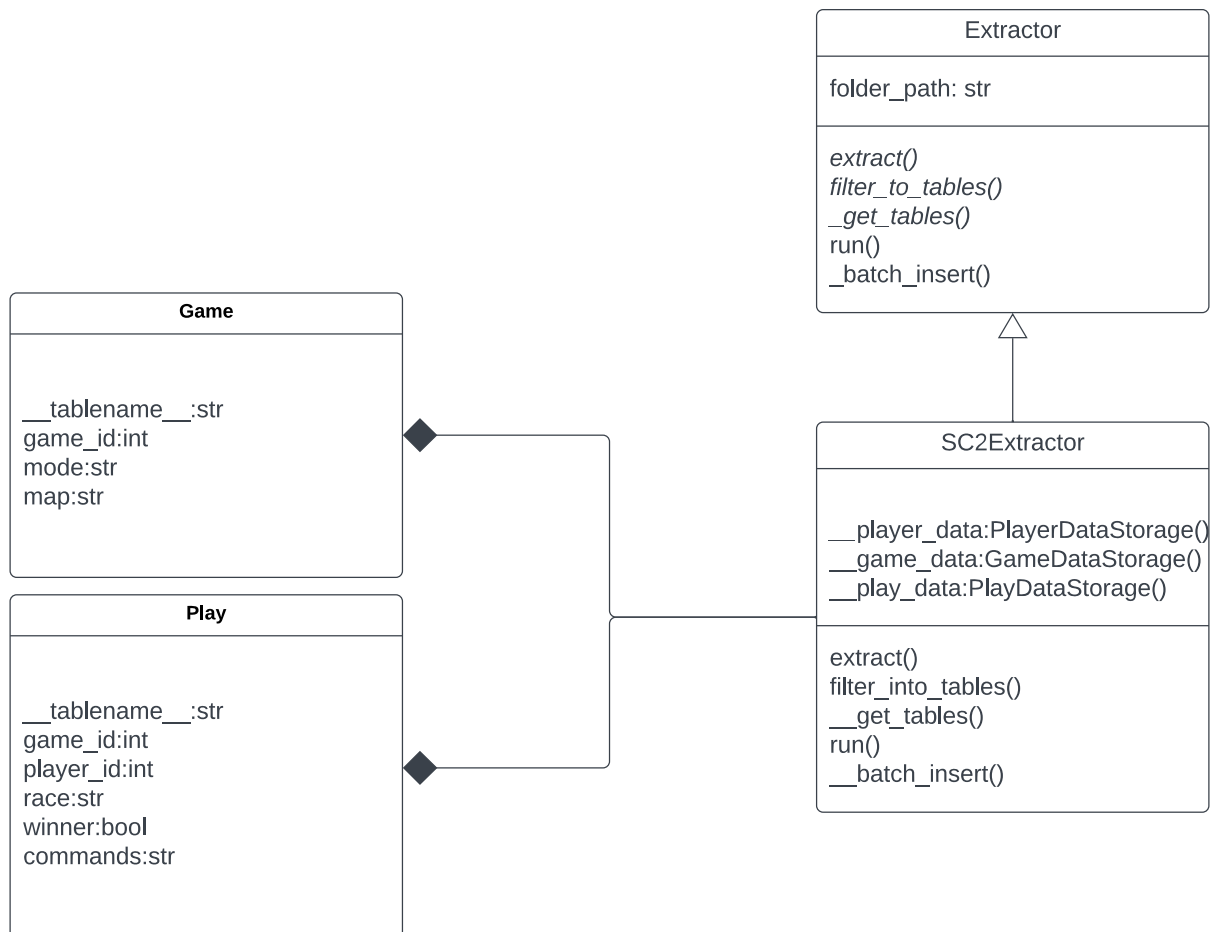 Extractor
folder_path: str
extract()
filter_to_tables()
_get_tables()
run()
_batch_insert()
Game
__tablename__:str
game_id:int
mode:str
map:str
Play
__tablename__:str
game_id:int
player_id:int
race:str
winner:bool
commands:str
SC2Extractor
__player_data:PlayerDataStorage()
__game_data:GameDataStorage()
__play_data:PlayDataStorage()
extract()
filter_into_tables()
__get_tables()
run()
__batch_insert()